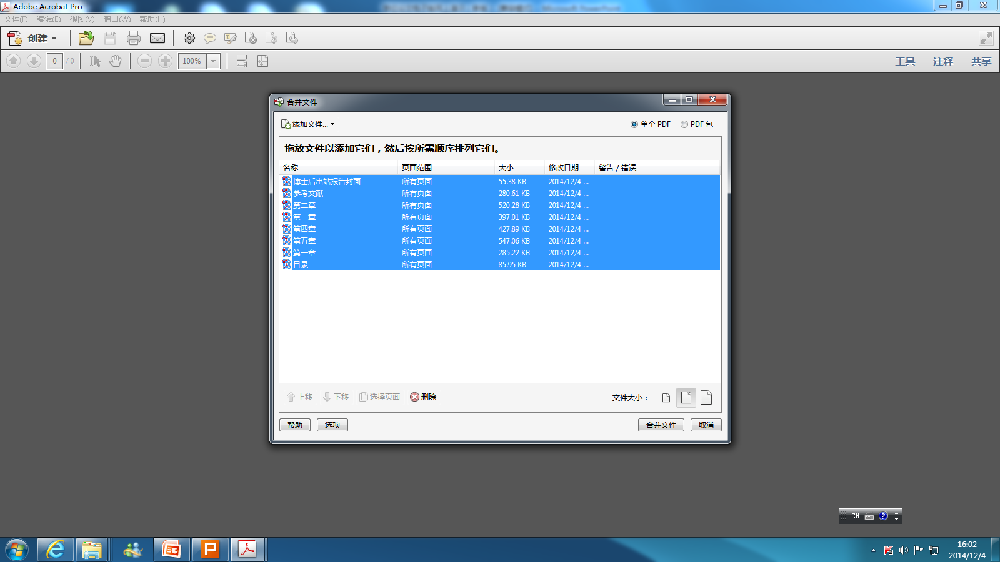 Adobe Acrobat Pro
文件(F) 编辑(E) 视图(V) 窗口(W) 帮助(H)
创建
0 / 0 100% 工具 注释 共享
合并文件
添加文件... 单个 PDF PDF 包
拖放文件以添加它们，然后按所需顺序排列它们。
名称 页面范围 大小 修改日期 警告 / 错误
博士后出站报告封面 所有页面 55.38 KB 2014/12/4 ...
参考文献 所有页面 280.61 KB 2014/12/4 ...
第二章 所有页面 520.28 KB 2014/12/4 ...
第三章 所有页面 397.01 KB 2014/12/4 ...
第四章 所有页面 427.89 KB 2014/12/4 ...
第五章 所有页面 547.06 KB 2014/12/4 ...
第一章 所有页面 285.22 KB 2014/12/4 ...
目录 所有页面 85.95 KB 2014/12/4 ...
上移 下移 选择页面 删除 文件大小：
帮助 选项 合并文件 取消
CH
16:02
2014/12/4